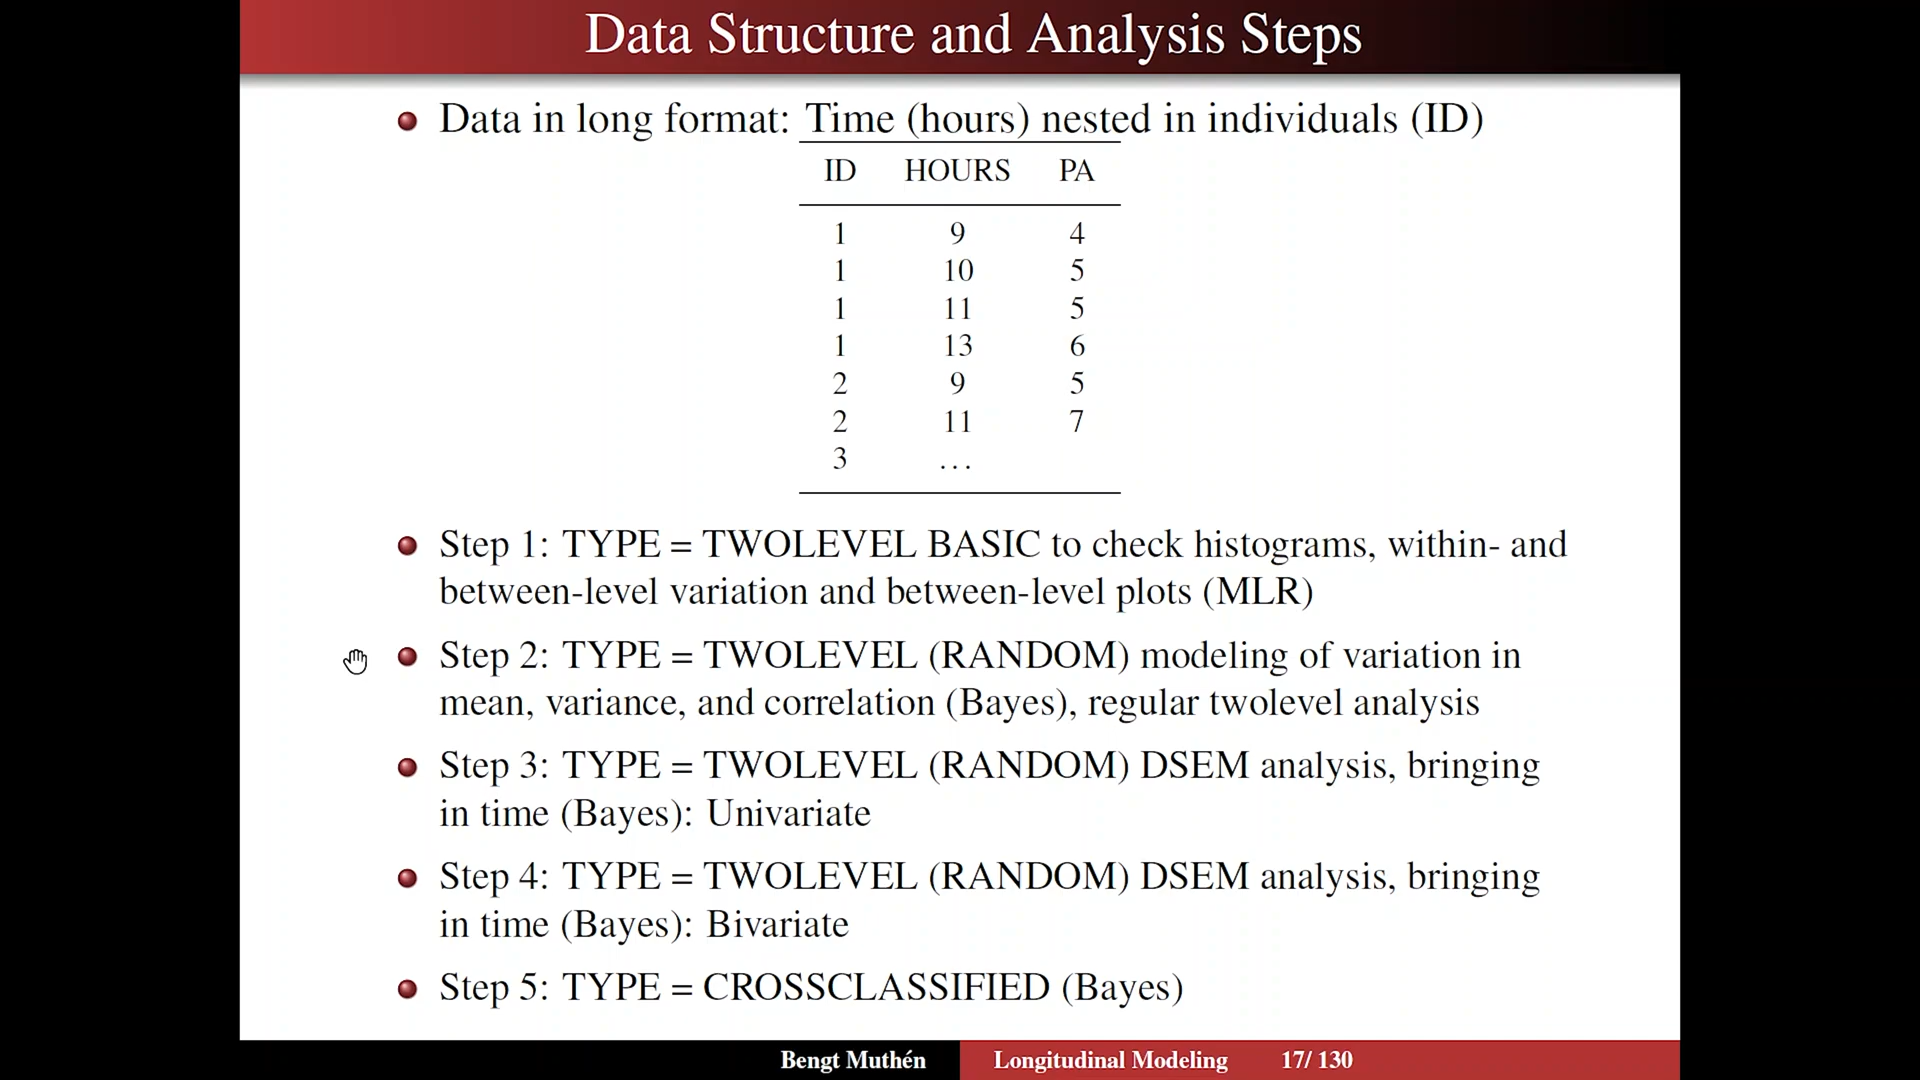 Data Structure and Analysis Steps
Data in long format: Time (hours) nested in individuals (ID)
ID HOURS PA
1 9 4
1 10 5
1 11 5
1 13 6
2 9 5
2 11 7
3 ...
Step 1: TYPE = TWOLEVEL BASIC to check histograms, within- and
between-level variation and between-level plots (MLR)
Step 2: TYPE = TWOLEVEL (RANDOM) modeling of variation in
mean, variance, and correlation (Bayes), regular twolevel analysis
Step 3: TYPE = TWOLEVEL (RANDOM) DSEM analysis, bringing
in time (Bayes): Univariate
Step 4: TYPE = TWOLEVEL (RANDOM) DSEM analysis, bringing
in time (Bayes): Bivariate
Step 5: TYPE = CROSSCLASSIFIED (Bayes)
Bengt Muthén Longitudinal Modeling 17/ 130